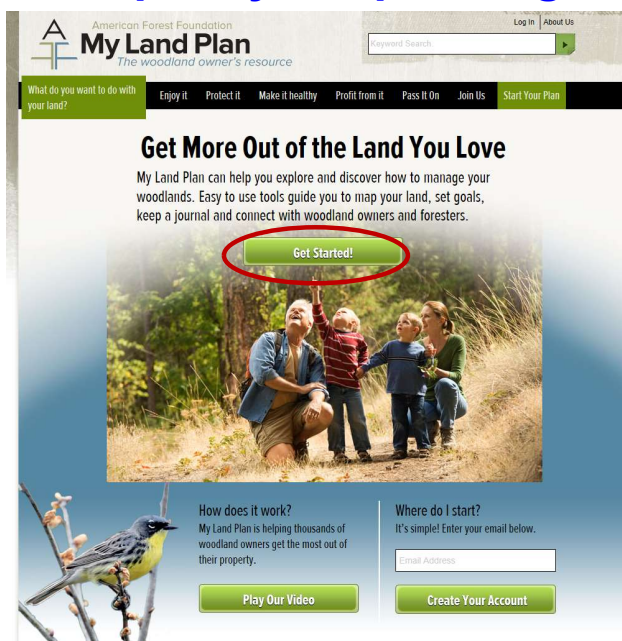 Log In | About Us
American Forest Foundation
My Land Plan
The woodland owner's resource
Keyword Search
What do you want to do with
your land?
Enjoy it Protect it Make it healthy Profit from it Pass It On Join Us Start Your Plan
Get More Out of the Land You Love
My Land Plan can help you explore and discover how to manage your
woodlands. Easy to use tools guide you to map your land, set goals,
keep a journal and connect with woodland owners and foresters.
Get Started!
How does it work?
My Land Plan is helping thousands of
woodland owners get the most out of
their property.
Play Our Video
Where do I start?
It's simple! Enter your email below.
Email Address
Create Your Account